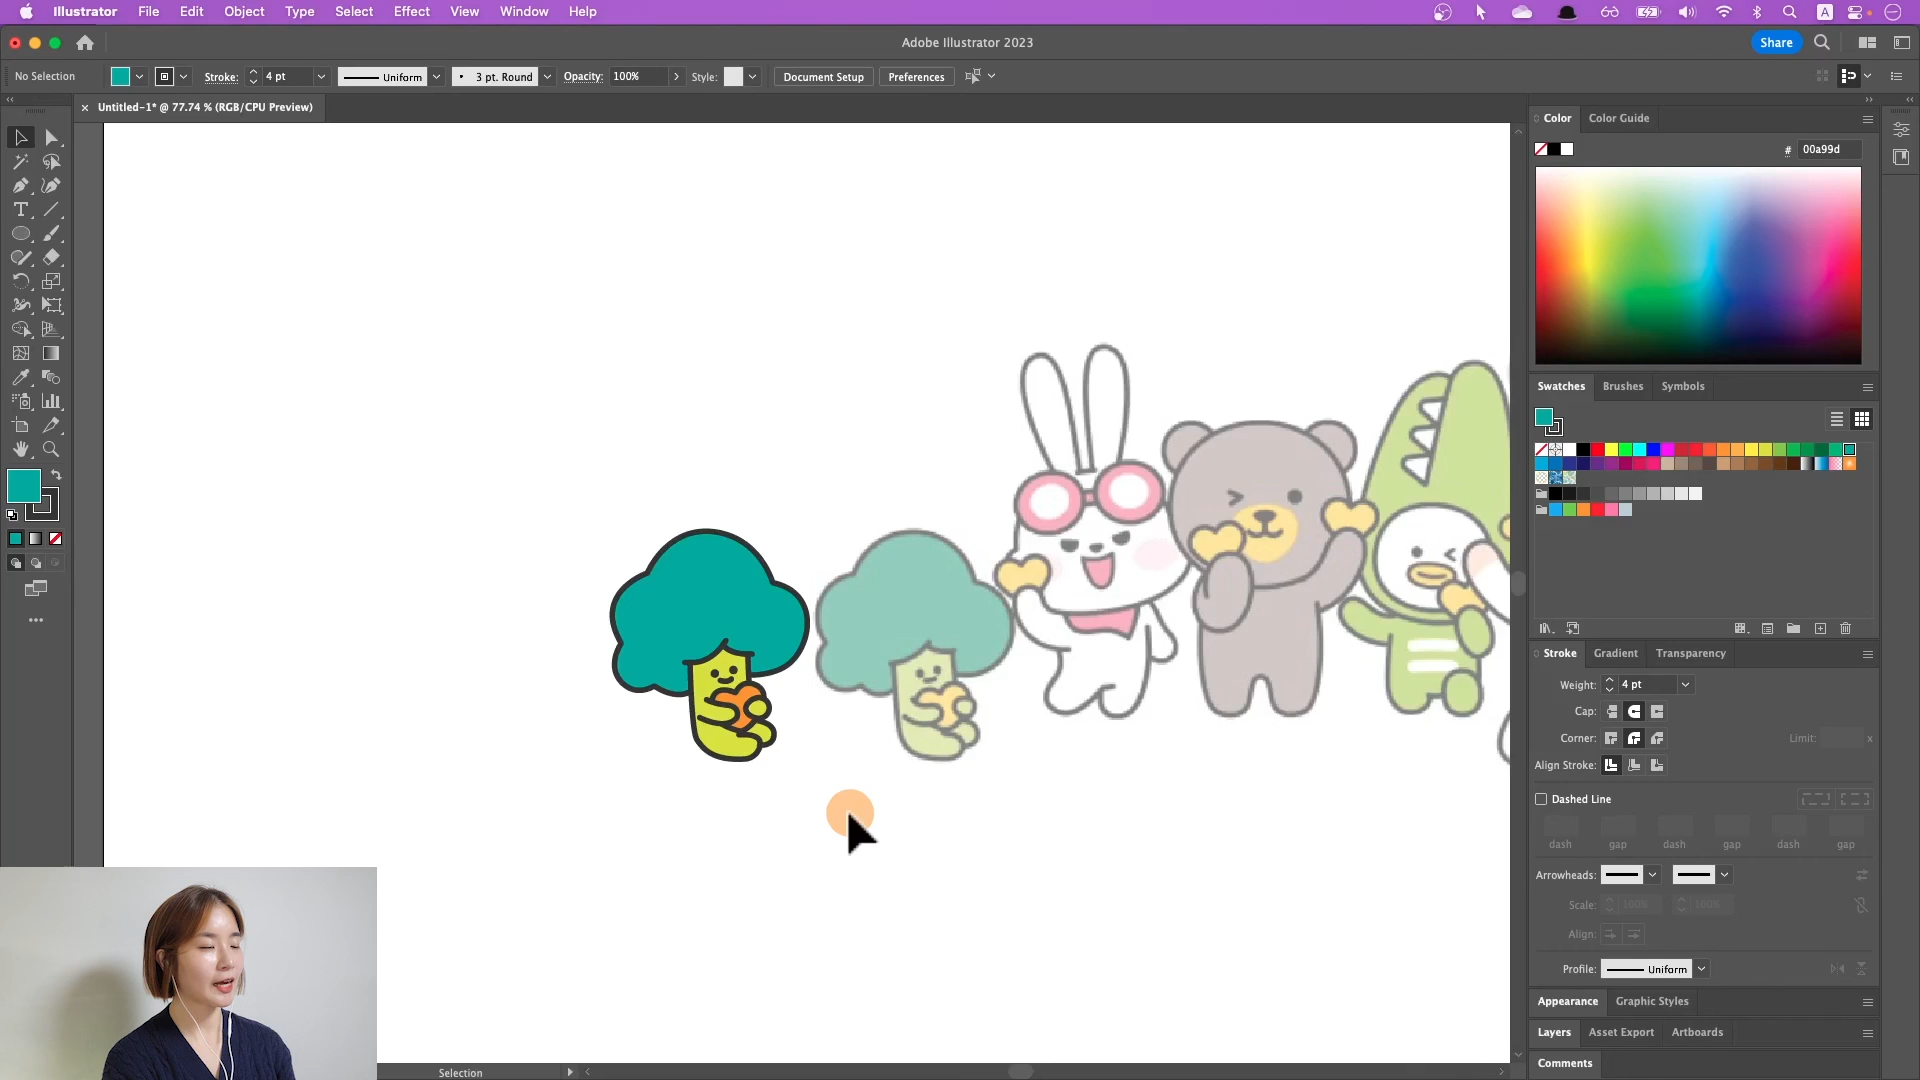 Illustrator File Edit Object Type Select Effect View Window Help A
Adobe Illustrator 2023
Share
No Selection Stroke: 4 pt Uniform • 3 pt. Round Opacity: 100% Style: Document Setup Preferences
× Untitled-1* @ 77.74 % (RGB/CPU Preview)
Color Color Guide
# 00a99d
Swatches Brushes Symbols
Stroke Gradient Transparency
Weight: 4 pt
Cap:
Corner: Limit: x
Align Stroke:
Dashed Line
dash gap dash gap dash gap
Arrowheads:
Scale: 100% 100%
Align:
Profile: Uniform
Appearance Graphic Styles
Layers Asset Export Artboards
Comments
Selection